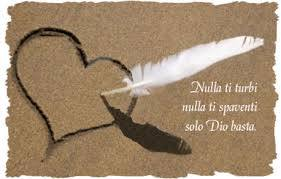 Nulla ti turbi
nulla ti spaventi
solo Dio basta.